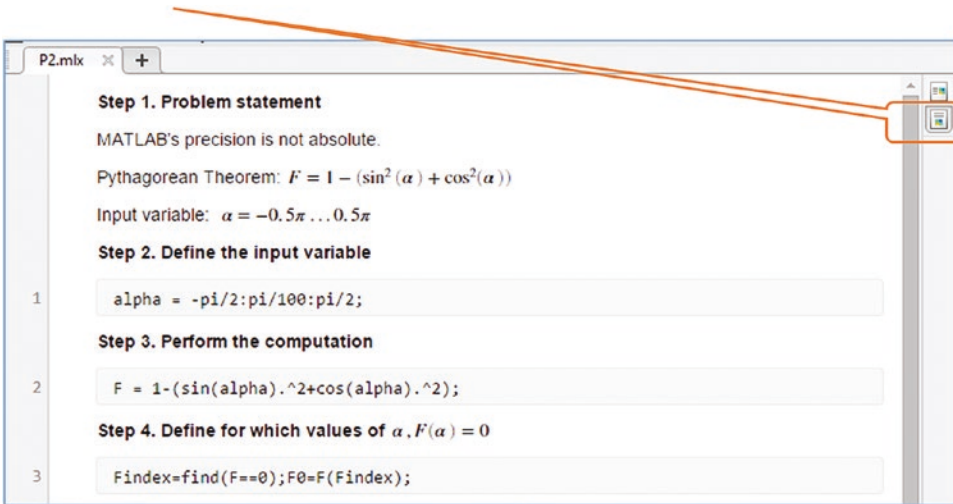 P2.mlx × +
Step 1. Problem statement
MATLAB's precision is not absolute.
Pythagorean Theorem: F = 1 − (sin² (α) + cos²(α))
Input variable: α = −0.5π … 0.5π
Step 2. Define the input variable
1 alpha = -pi/2:pi/100:pi/2;
Step 3. Perform the computation
2 F = 1-(sin(alpha).^2+cos(alpha).^2);
Step 4. Define for which values of α, F(α) = 0
3 Findex=find(F==0);F0=F(Findex);